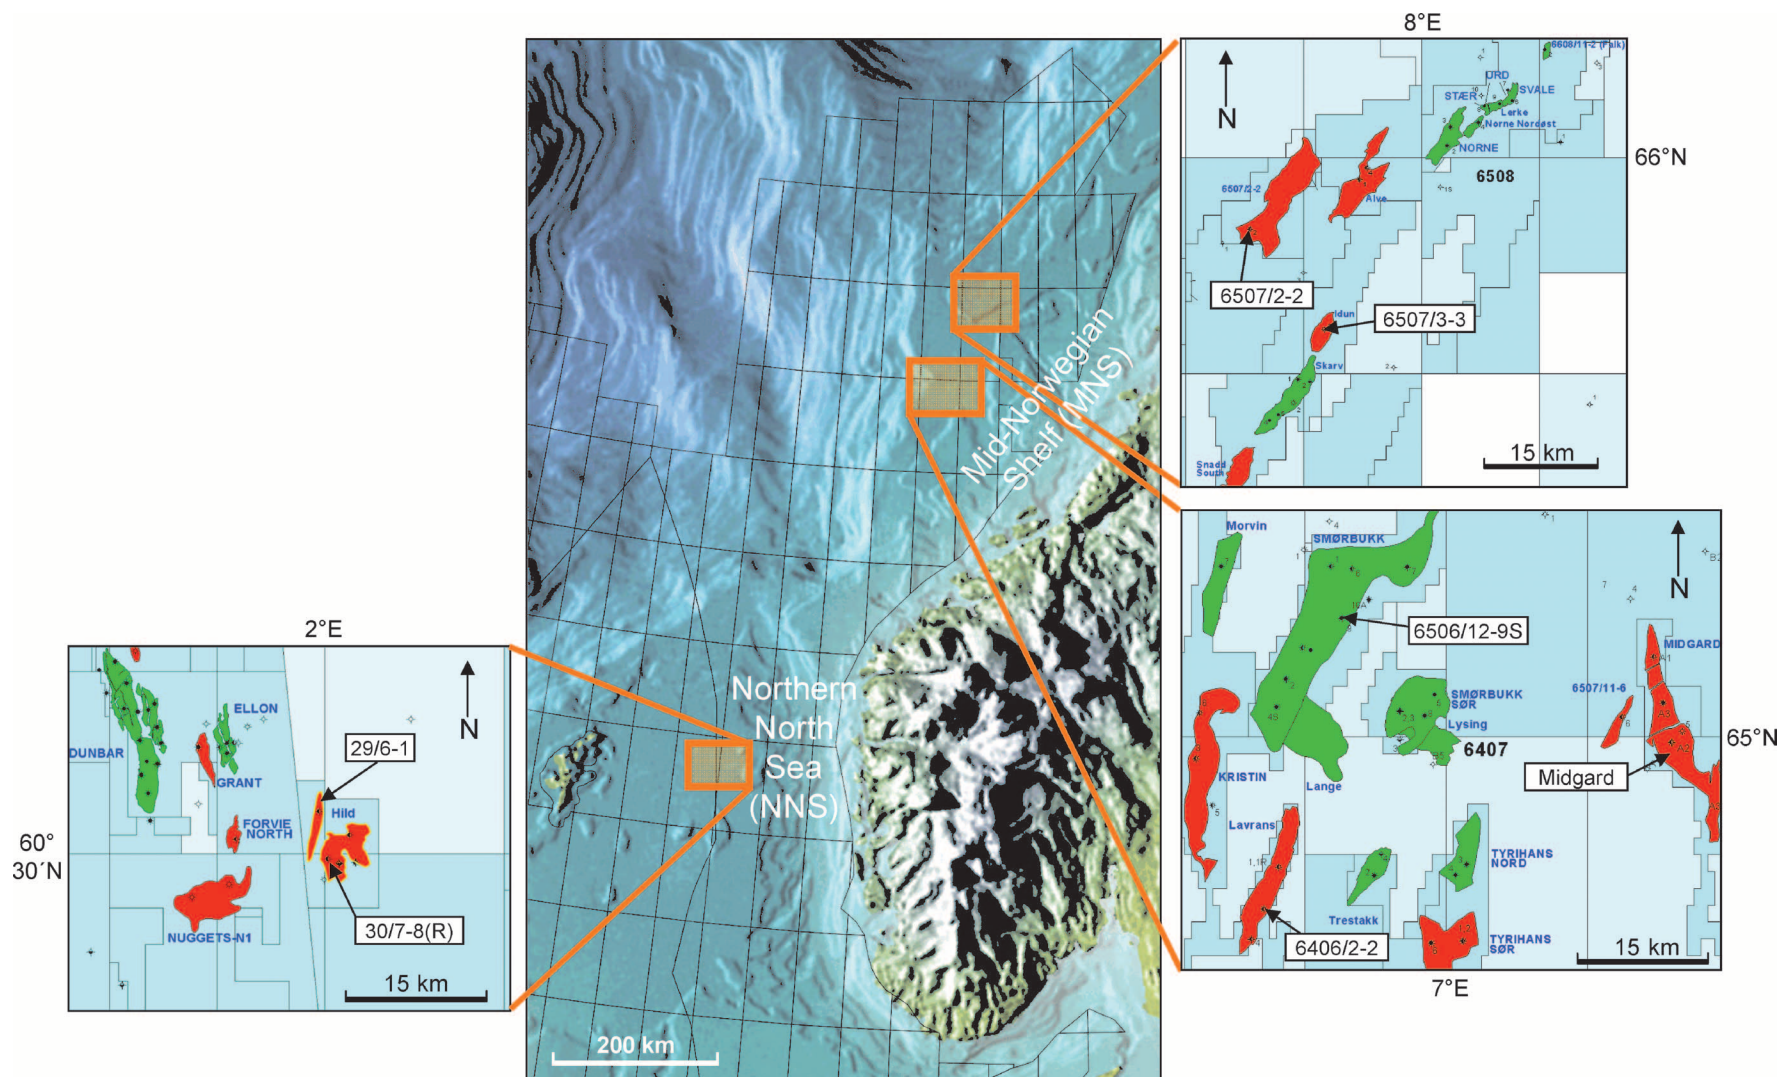 8°E
N
6608/11-2 (Falk)
URD
STÆR
SVALE
Lerke
Norne Nordøst
NORNE
66°N
6508
6507/2-2
Alve
6507/2-2
Idun
6507/3-3
Skarv
Snadd
South
15 km
Mid-Norwegian
Shelf (MNS)
Morvin
SMØRBUKK
N
6506/12-9S
MIDGARD
6507/11-6
SMØRBUKK
SØR
Lysing
6407
65°N
KRISTIN
Lange
Midgard
Lavrans
TYRIHANS
NORD
Trestakk
6406/2-2
TYRIHANS
SØR
15 km
7°E
2°E
N
ELLON
DUNBAR
29/6-1
GRANT
FORVIE
NORTH
Hild
60°
30´N
NUGGETS-N1
30/7-8(R)
15 km
Northern
North
Sea
(NNS)
200 km